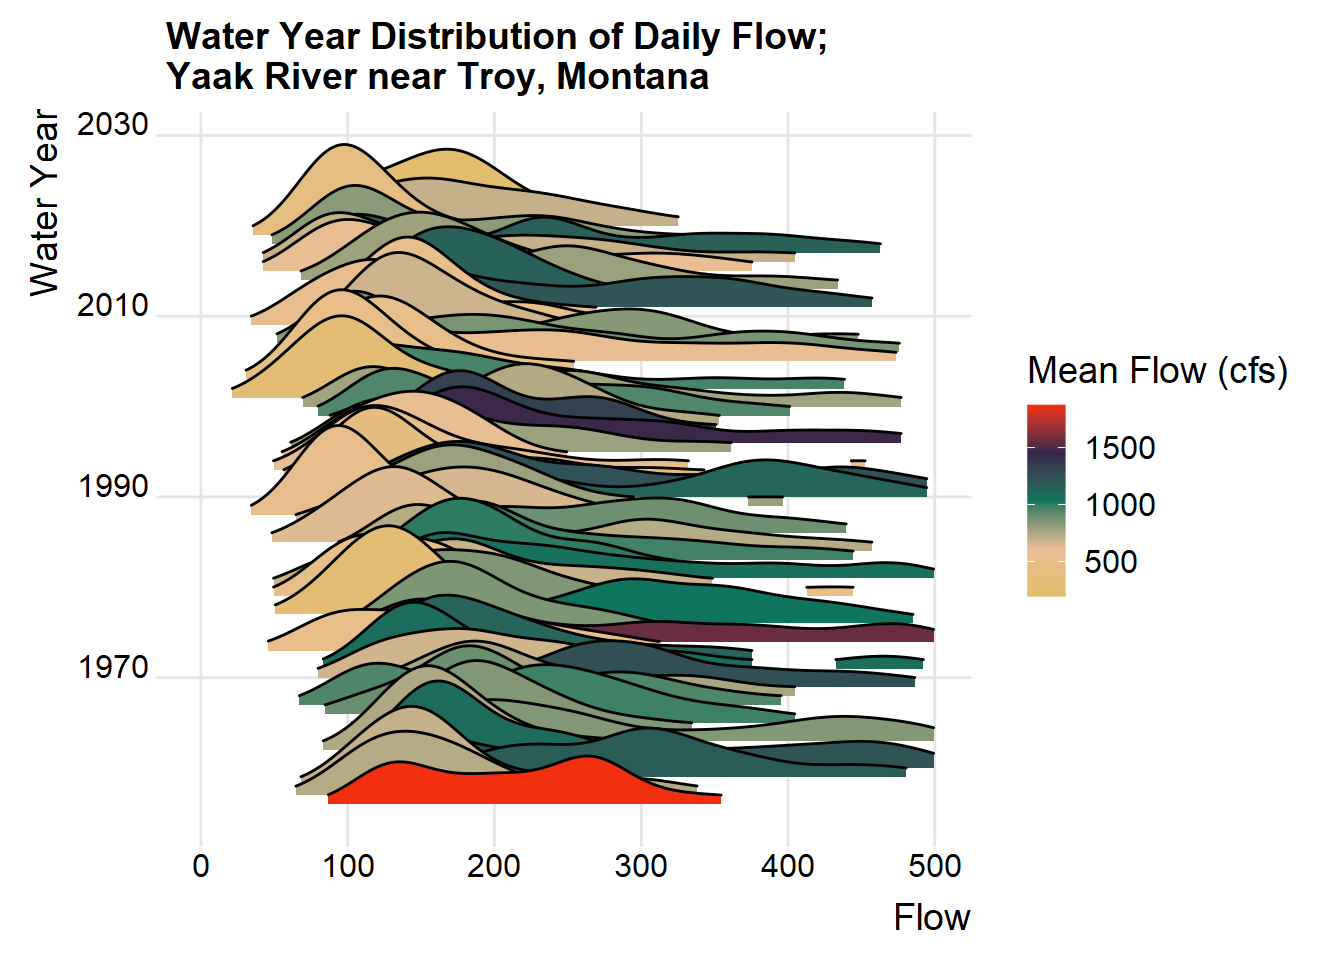 Water Year Distribution of Daily Flow;
Yaak River near Troy, Montana
Water Year
2030
2010
1990
1970
0 100 200 300 400 500
Flow
Mean Flow (cfs)
1500
1000
500